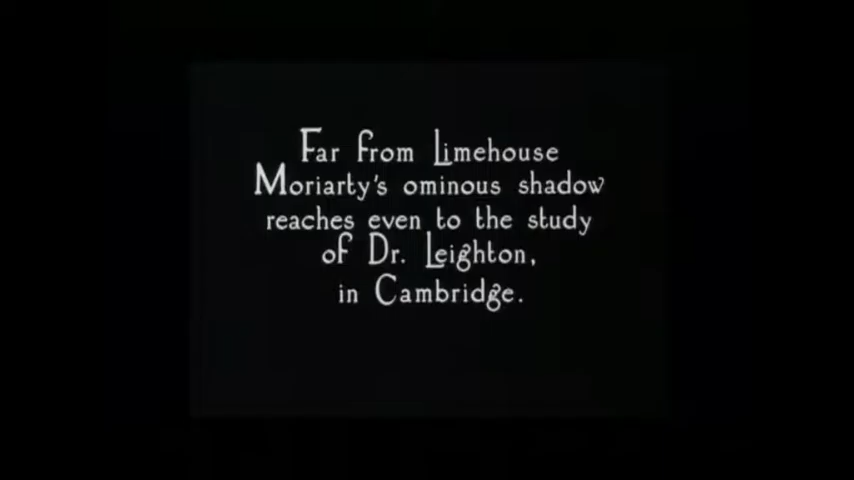 Far from Limehouse
Moriarty's ominous shadow
reaches even to the study
of Dr. Leighton,
in Cambridge.